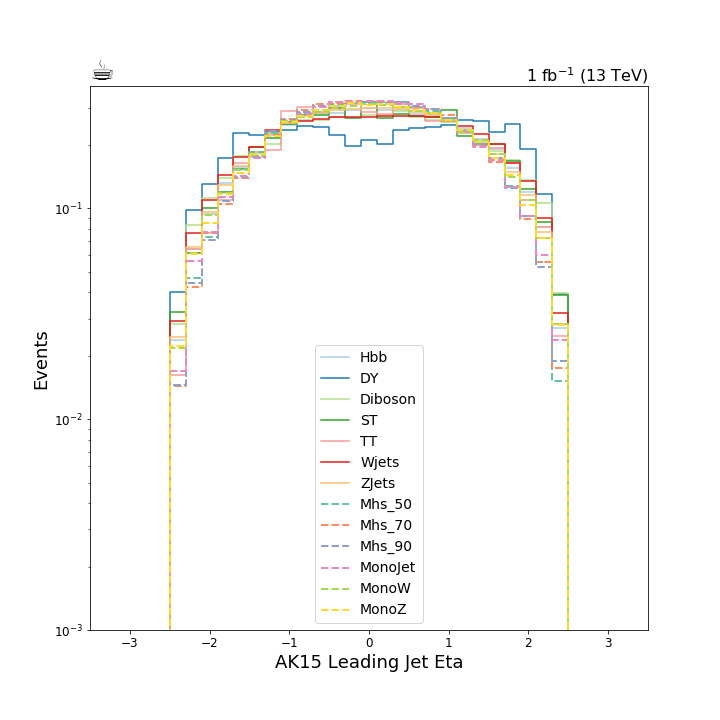 ☕
1 fb⁻¹ (13 TeV)
Events
10⁻¹
10⁻²
10⁻³
Hbb
DY
Diboson
ST
TT
Wjets
ZJets
Mhs_50
Mhs_70
Mhs_90
MonoJet
MonoW
MonoZ
−3 −2 −1 0 1 2 3
AK15 Leading Jet Eta